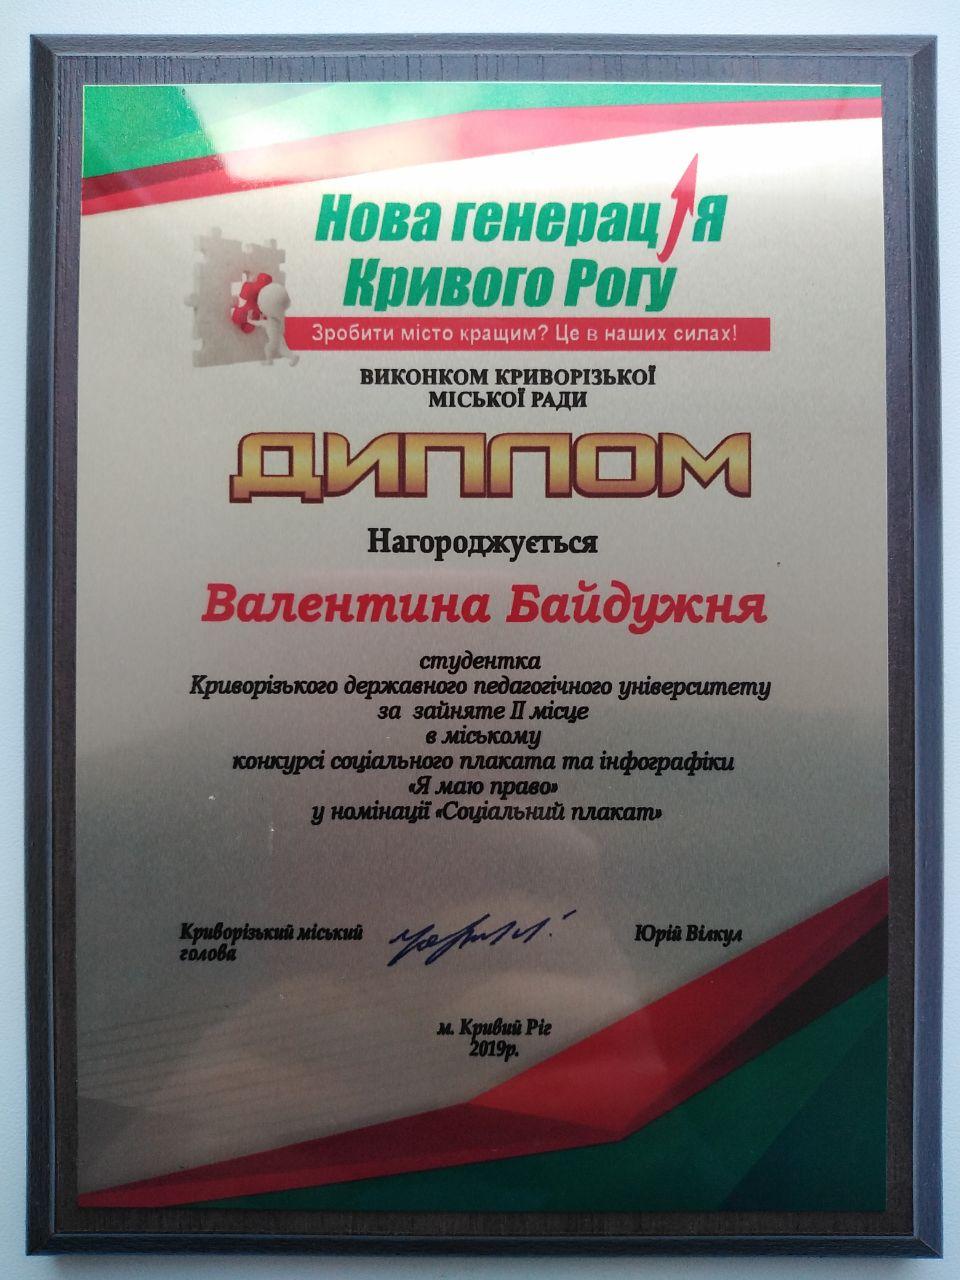 Нова генерація
Кривого Рогу
Зробити місто кращим? Це в наших силах!
ВИКОНКОМ КРИВОРІЗЬКОЇ
МІСЬКОЇ РАДИ
ДИПЛОМ
Нагороджується
Валентина Байдужня
студентка
Криворізького державного педагогічного університету
за зайняте ІІ місце
в міському
конкурсі соціального плаката та інфографіки
«Я маю право»
у номінації «Соціальний плакат»
Криворізький міський
голова
Юрій Вілкул
м. Кривий Ріг
2019р.